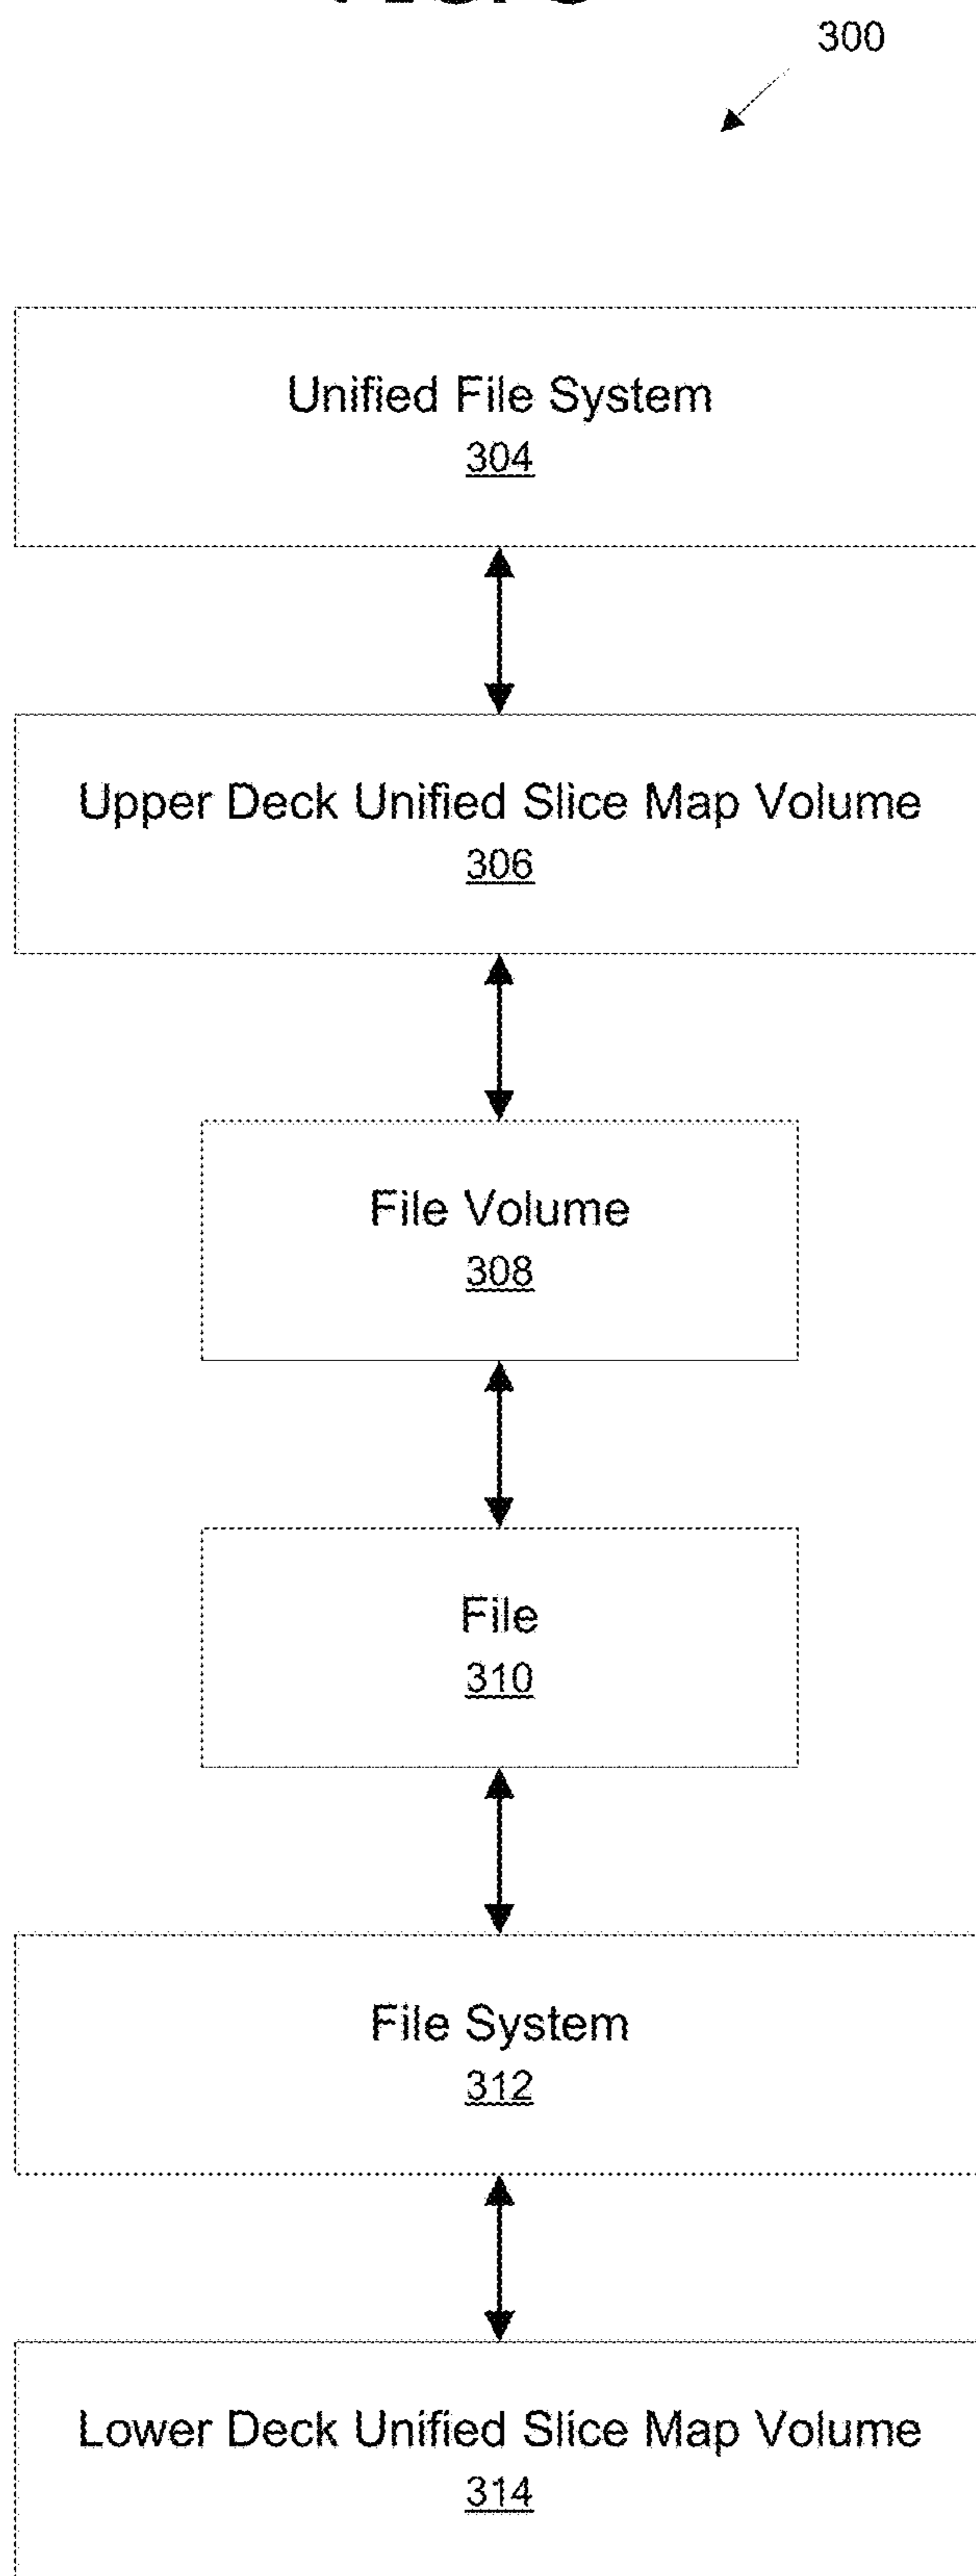 300
Unified File System
304
Upper Deck Unified Slice Map Volume
306
File Volume
308
File
310
File System
312
Lower Deck Unified Slice Map Volume
314